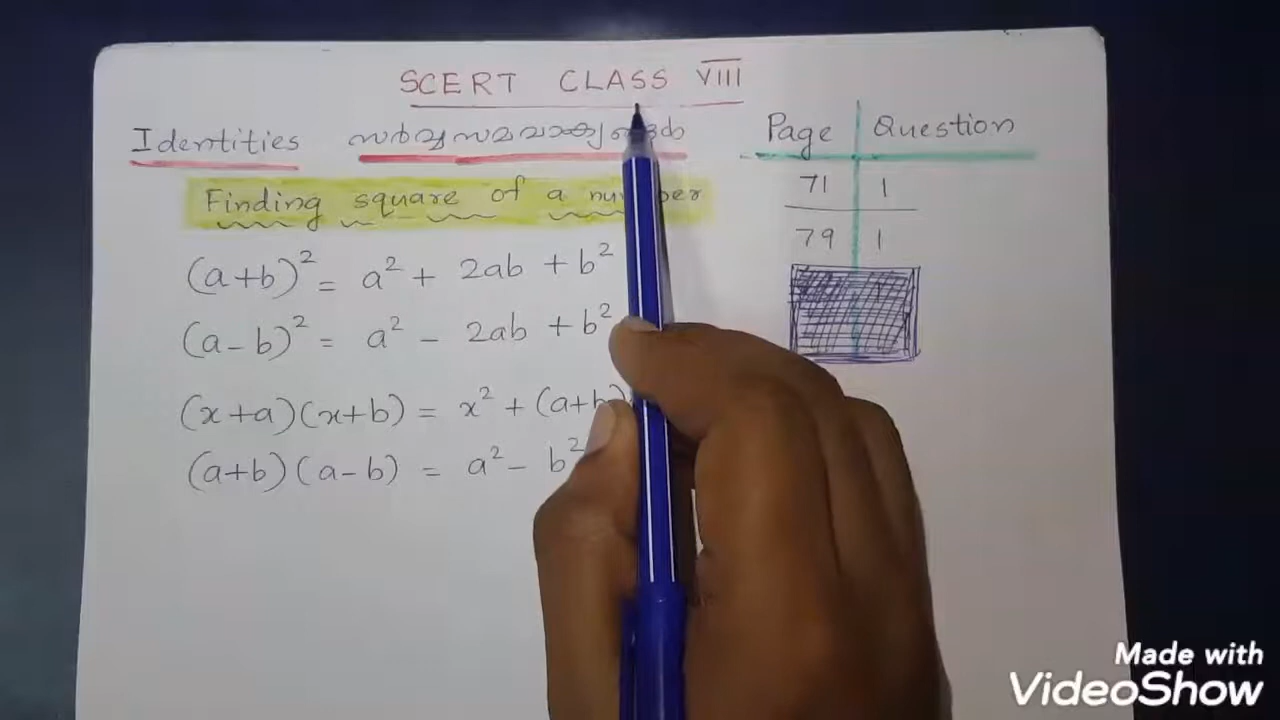 SCERT CLASS VIII
Identities സർവ്വസമവാക്യങ്ങൾ
Finding square of a number
(a+b)² = a² + 2ab + b²
(a-b)² = a² - 2ab + b²
(x+a)(x+b) = x² + (a+b)
(a+b)(a-b) = a² - b²
Page Question
71 1
79 1
Made with
VideoShow